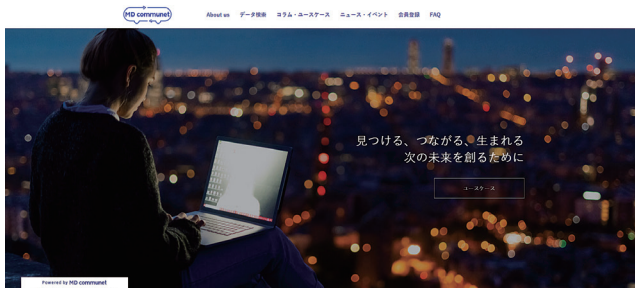 MD communet
About us データ検索 コラム・ユースケース ニュース・イベント 会員登録 FAQ
見つける、つながる、生まれる
次の未来を創るために
ユースケース
Powered by MD communet